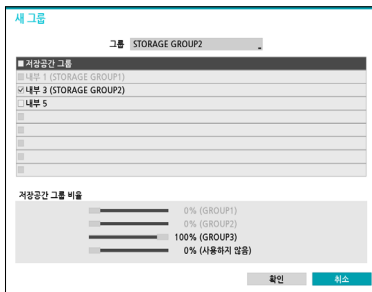 새 그룹
그룹 STORAGE GROUP2
저장공간 그룹
내부 1 (STORAGE GROUP1)
내부 3 (STORAGE GROUP2)
내부 5
저장공간 그룹 비율
0% (GROUP1)
0% (GROUP2)
100% (GROUP3)
0% (사용하지 않음)
확인 취소